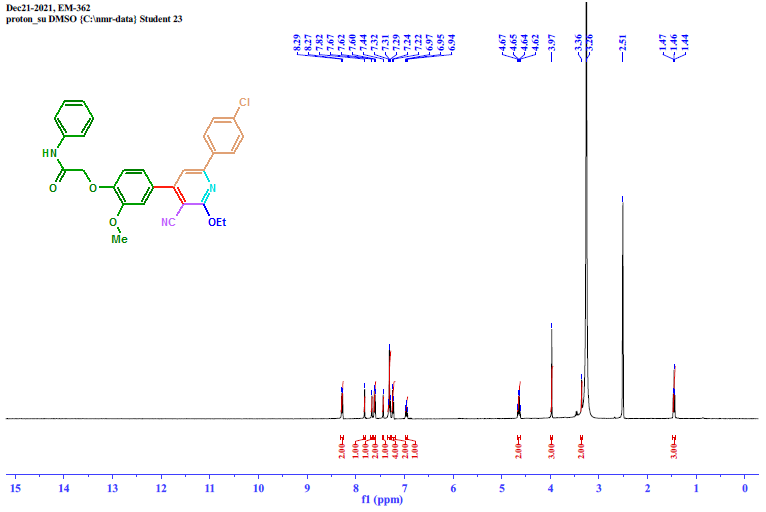 Dec21-2021, EM-362
proton_su DMSO {C:\nmr-data} Student 23
8.29
8.27
7.82
7.67
7.62
7.60
7.44
7.32
7.31
7.29
7.24
7.22
6.97
6.95
6.94
4.67
4.65
4.64
4.62
3.97
3.36
3.26
2.51
1.47
1.46
1.44
Cl
HN
O
O
N
O
Me
NC
OEt
2.00
1.00
1.00
2.00
1.00
4.00
2.00
1.00
2.00
3.00
2.00
3.00
15 14 13 12 11 10 9 8 7 6 5 4 3 2 1 0
f1 (ppm)